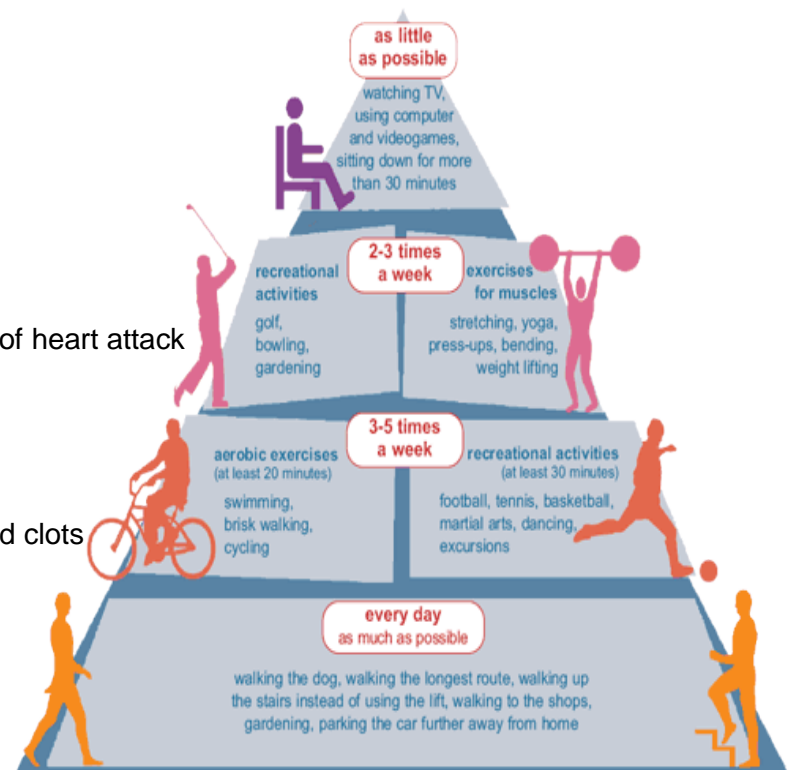 as little
as possible
watching TV,
using computer
and videogames,
sitting down for more
than 30 minutes
2-3 times
a week
recreational
activities
golf,
bowling,
gardening
exercises
for muscles
stretching, yoga,
press-ups, bending,
weight lifting
of heart attack
3-5 times
a week
aerobic exercises
(at least 20 minutes)
swimming,
brisk walking,
cycling
recreational activities
(at least 30 minutes)
football, tennis, basketball,
martial arts, dancing,
excursions
d clots
every day
as much as possible
walking the dog, walking the longest route, walking up
the stairs instead of using the lift, walking to the shops,
gardening, parking the car further away from home